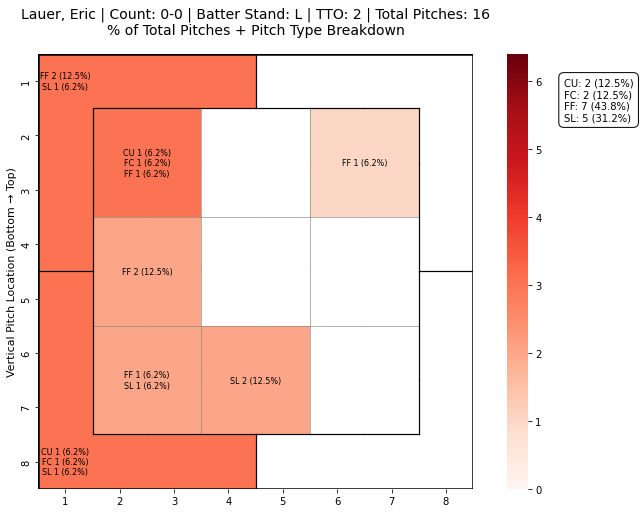 Lauer, Eric | Count: 0-0 | Batter Stand: L | TTO: 2 | Total Pitches: 16
% of Total Pitches + Pitch Type Breakdown
FF 2 (12.5%)
SL 1 (6.2%)
CU 1 (6.2%)
FC 1 (6.2%)
FF 1 (6.2%)
FF 1 (6.2%)
FF 2 (12.5%)
FF 1 (6.2%)
SL 1 (6.2%)
SL 2 (12.5%)
CU 1 (6.2%)
FC 1 (6.2%)
SL 1 (6.2%)
Vertical Pitch Location (Bottom → Top)
1
2
3
4
5
6
7
8
1 2 3 4 5 6 7 8
6
5
4
3
2
1
0
CU: 2 (12.5%)
FC: 2 (12.5%)
FF: 7 (43.8%)
SL: 5 (31.2%)